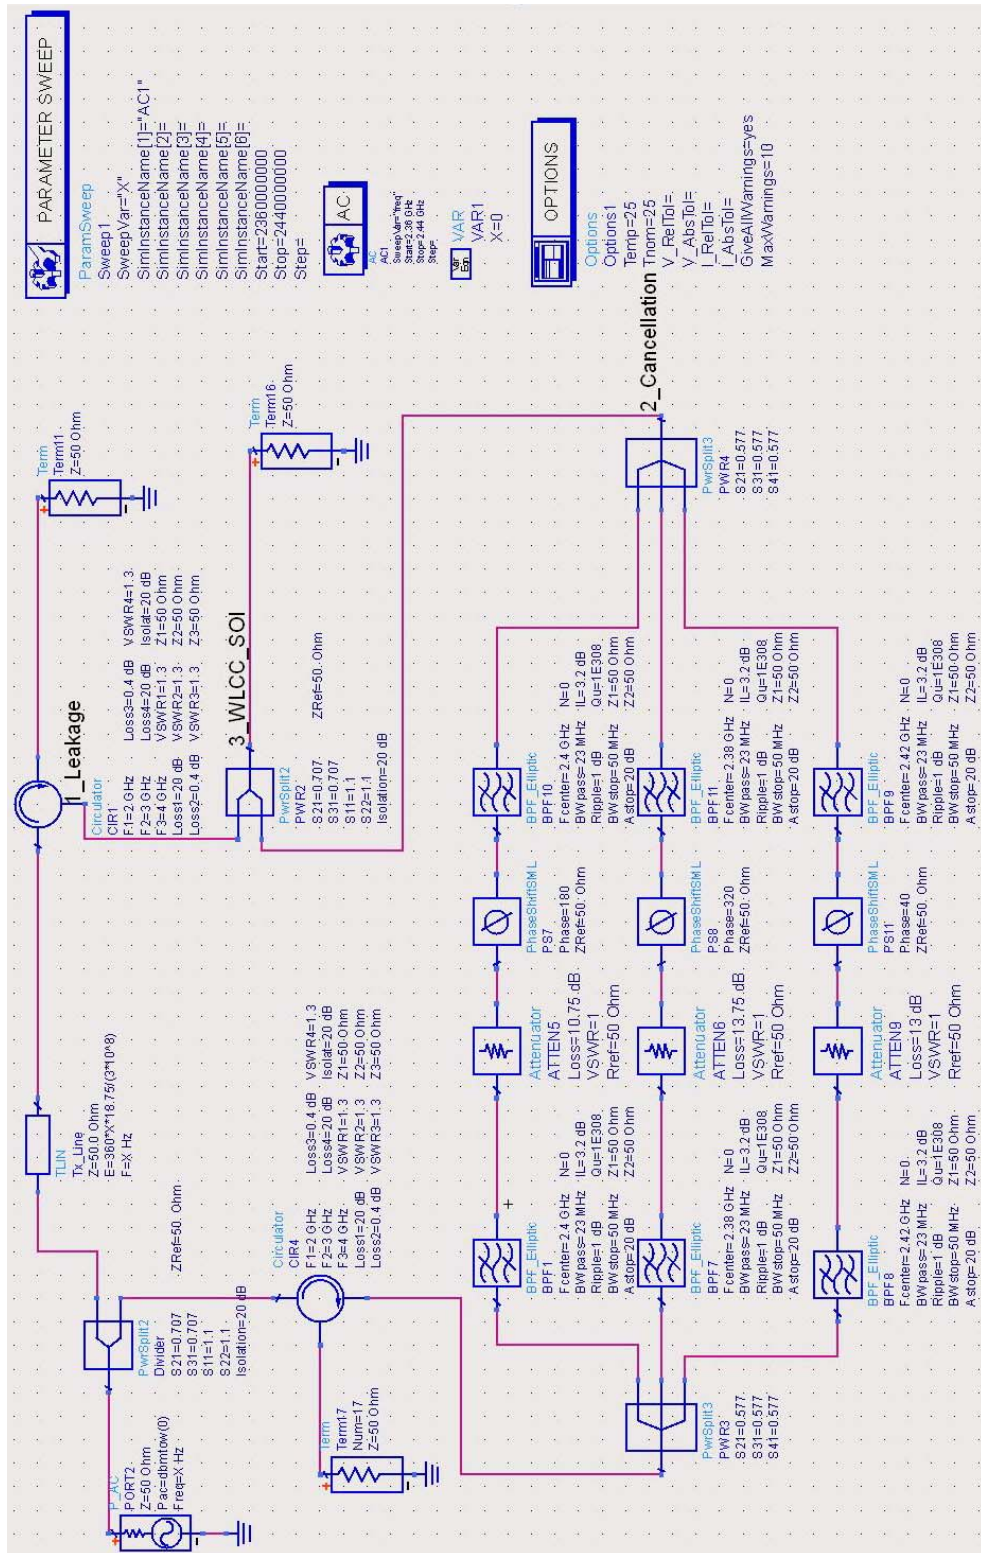 PARAMETER SWEEP
ParamSweep
Sweep1
SweepVar="X"
SimInstanceName[1]="AC1"
SimInstanceName[2]=
SimInstanceName[3]=
SimInstanceName[4]=
SimInstanceName[5]=
SimInstanceName[6]=
Start=2360000000
Stop=2440000000
Step=
AC
AC
AC1
SweepVar="freq"
Start=2.36 GHz
Stop=2.44 GHz
Step=
Var
Eqn
VAR
VAR1
X=0
OPTIONS
Options
Options1
Temp=25
Tnom=25
V_RelTol=
V_AbsTol=
I_RelTol=
I_AbsTol=
GiveAllWarnings=yes
MaxWarnings=10
P_AC
PORT2
Z=50 Ohm
Pac=dbmtow(0)
Freq=X Hz
PwrSplit2
Divider
S21=0.707
S31=0.707
S11=1.1
S22=1.1
Isolation=20 dB
ZRef=50. Ohm
TLIN
Tx_Line
Z=50.0 Ohm
E=360*X*18.75/(3*10^8)
F=X Hz
1_Leakage
Circulator
CIR1
F1=2 GHz
F2=3 GHz
F3=4 GHz
Loss1=20 dB
Loss2=0.4 dB
Loss3=0.4 dB
Loss4=20 dB
VSWR1=1.3
VSWR2=1.3
VSWR3=1.3
VSWR4=1.3
Isolat=20 dB
Z1=50 Ohm
Z2=50 Ohm
Z3=50 Ohm
Term
Term11
Z=50 Ohm
Term
Term17
Num=17
Z=50 Ohm
Circulator
CIR4
F1=2 GHz
F2=3 GHz
F3=4 GHz
Loss1=20 dB
Loss2=0.4 dB
Loss3=0.4 dB
Loss4=20 dB
VSWR1=1.3
VSWR2=1.3
VSWR3=1.3
VSWR4=1.3
Isolat=20 dB
Z1=50 Ohm
Z2=50 Ohm
Z3=50 Ohm
3_WLCC_SOI
PwrSplit2
PWR2
S21=0.707
S31=0.707
S11=1.1
S22=1.1
Isolation=20 dB
ZRef=50. Ohm
Term
Term16
Z=50 Ohm
PwrSplit3
PWR3
S21=0.577
S31=0.577
S41=0.577
BPF_Elliptic
BPF1
Fcenter=2.4 GHz
BWpass=23 MHz
Ripple=1 dB
BWstop=50 MHz
Astop=20 dB
N=0
IL=3.2 dB
Qu=1E308
Z1=50 Ohm
Z2=50 Ohm
Attenuator
ATTEN5
Loss=10.75 dB
VSWR=1
Rref=50 Ohm
PhaseShiftSML
PS7
Phase=180
ZRef=50. Ohm
BPF_Elliptic
BPF10
Fcenter=2.4 GHz
BWpass=23 MHz
Ripple=1 dB
BWstop=50 MHz
Astop=20 dB
N=0
IL=3.2 dB
Qu=1E308
Z1=50 Ohm
Z2=50 Ohm
BPF_Elliptic
BPF7
Fcenter=2.38 GHz
BWpass=23 MHz
Ripple=1 dB
BWstop=50 MHz
Astop=20 dB
N=0
IL=3.2 dB
Qu=1E308
Z1=50 Ohm
Z2=50 Ohm
Attenuator
ATTEN6
Loss=13.75 dB
VSWR=1
Rref=50 Ohm
PhaseShiftSML
PS8
Phase=320
ZRef=50. Ohm
BPF_Elliptic
BPF11
Fcenter=2.38 GHz
BWpass=23 MHz
Ripple=1 dB
BWstop=50 MHz
Astop=20 dB
N=0
IL=3.2 dB
Qu=1E308
Z1=50 Ohm
Z2=50 Ohm
BPF_Elliptic
BPF8
Fcenter=2.42 GHz
BWpass=23 MHz
Ripple=1 dB
BWstop=50 MHz
Astop=20 dB
N=0
IL=3.2 dB
Qu=1E308
Z1=50 Ohm
Z2=50 Ohm
Attenuator
ATTEN9
Loss=13 dB
VSWR=1
Rref=50 Ohm
PhaseShiftSML
PS11
Phase=40
ZRef=50. Ohm
BPF_Elliptic
BPF9
Fcenter=2.42 GHz
BWpass=23 MHz
Ripple=1 dB
BWstop=50 MHz
Astop=20 dB
N=0
IL=3.2 dB
Qu=1E308
Z1=50 Ohm
Z2=50 Ohm
2_Cancellation
PwrSplit3
PWR4
S21=0.577
S31=0.577
S41=0.577